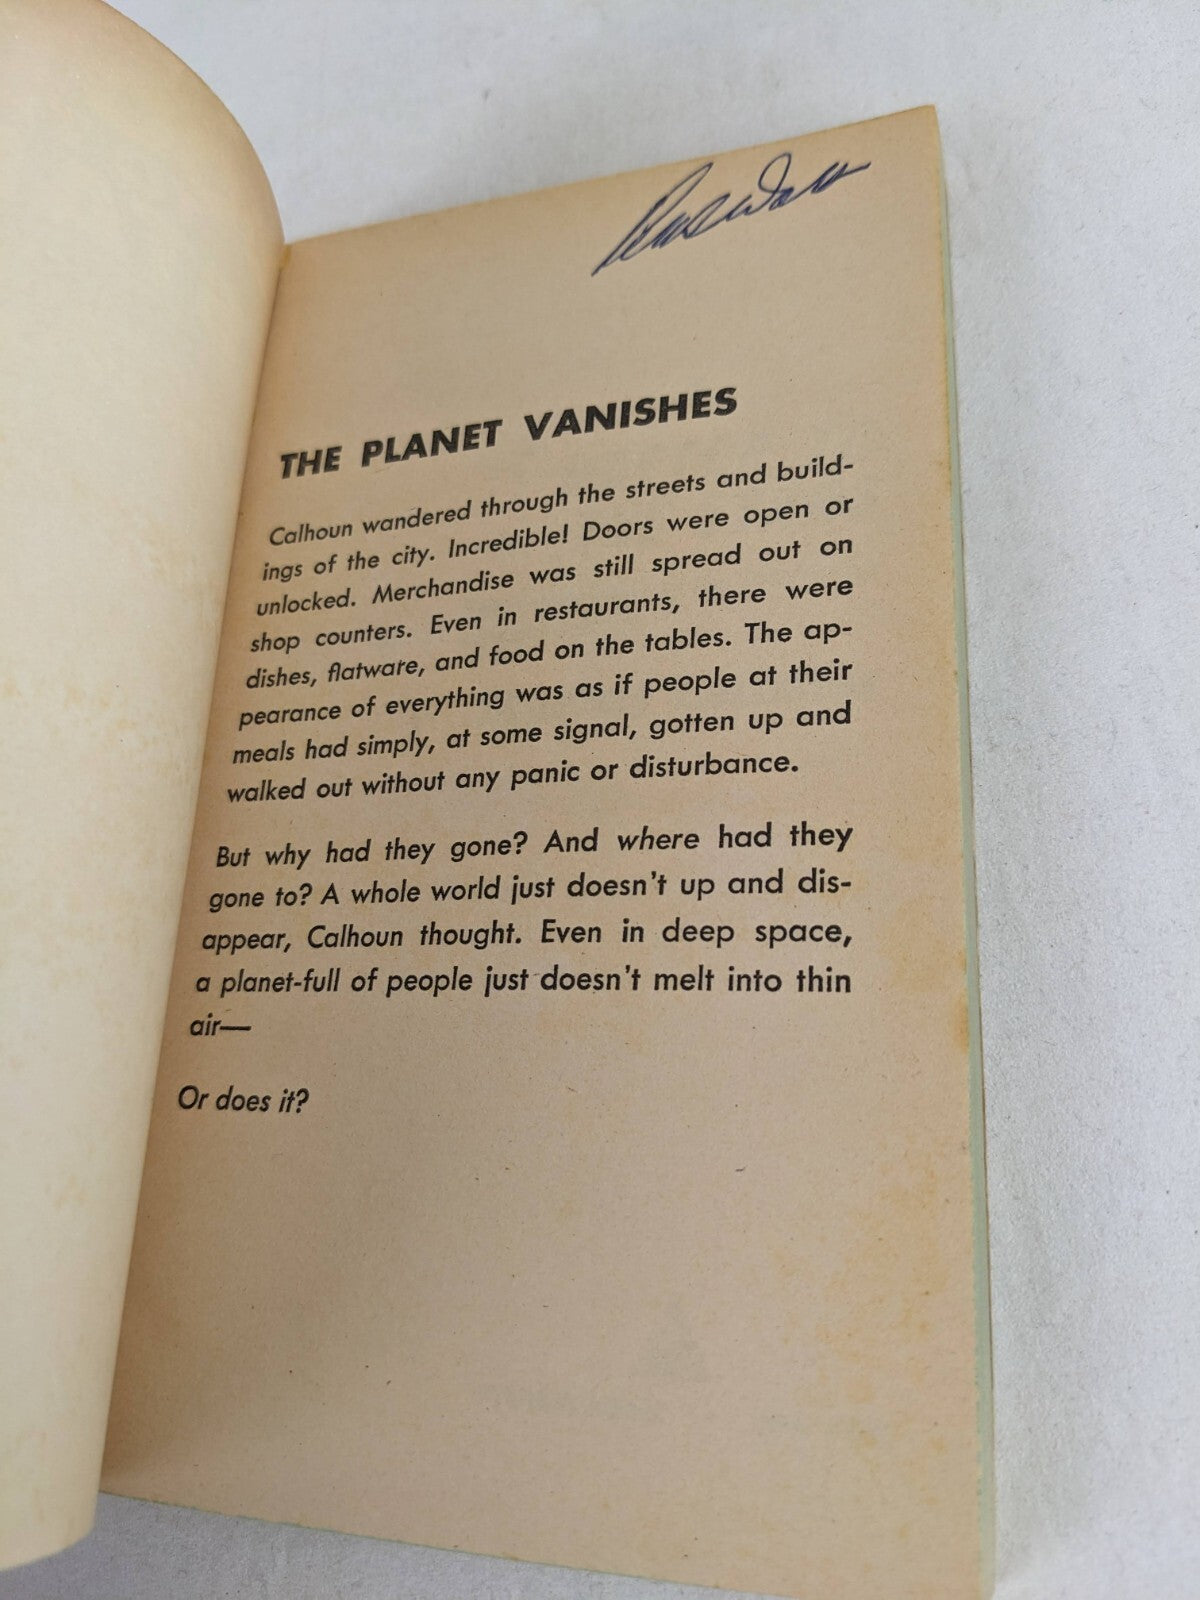 THE PLANET VANISHES
Calhoun wandered through the streets and build-
ings of the city. Incredible! Doors were open or
unlocked. Merchandise was still spread out on
shop counters. Even in restaurants, there were
dishes, flatware, and food on the tables. The ap-
pearance of everything was as if people at their
meals had simply, at some signal, gotten up and
walked out without any panic or disturbance.
But why had they gone? And where had they
gone to? A whole world just doesn't up and dis-
appear, Calhoun thought. Even in deep space,
a planet-full of people just doesn't melt into thin
air—
Or does it?